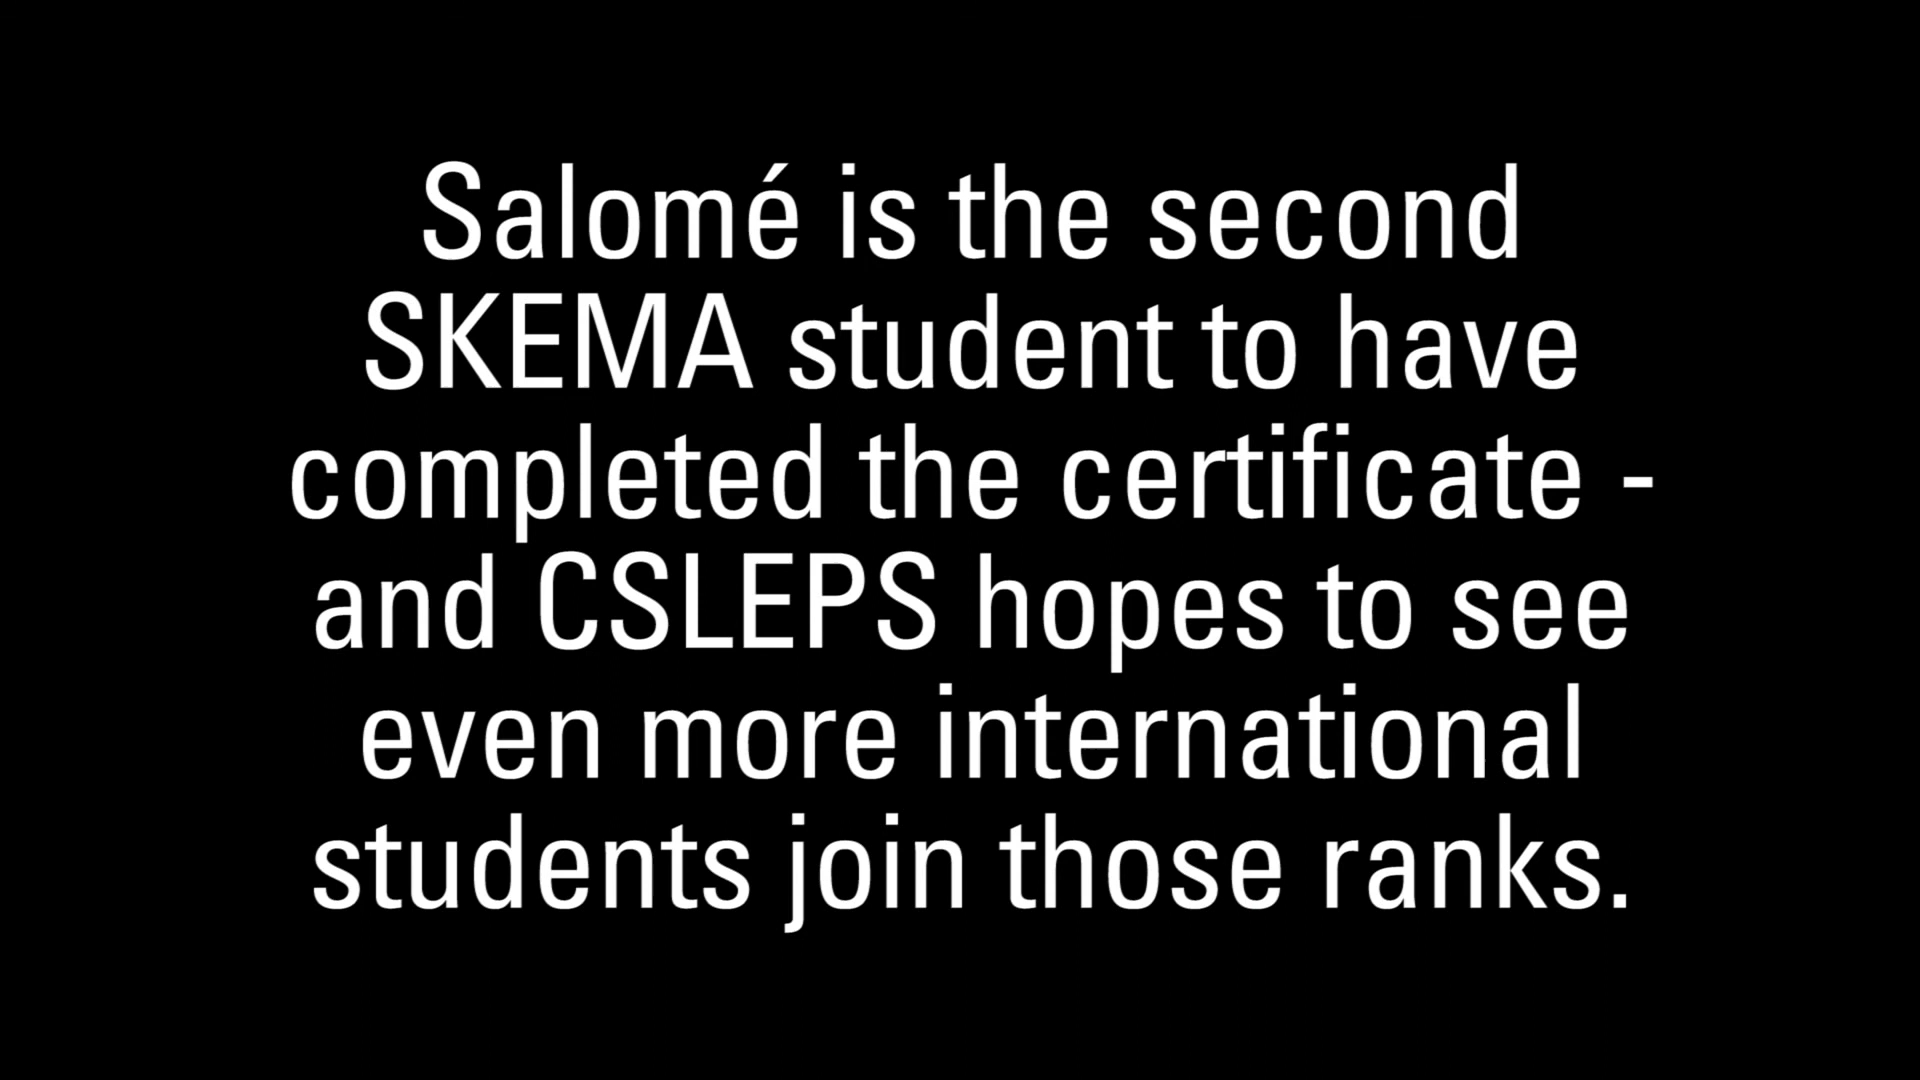 Salomé is the second
SKEMA student to have
completed the certificate -
and CSLEPS hopes to see
even more international
students join those ranks.